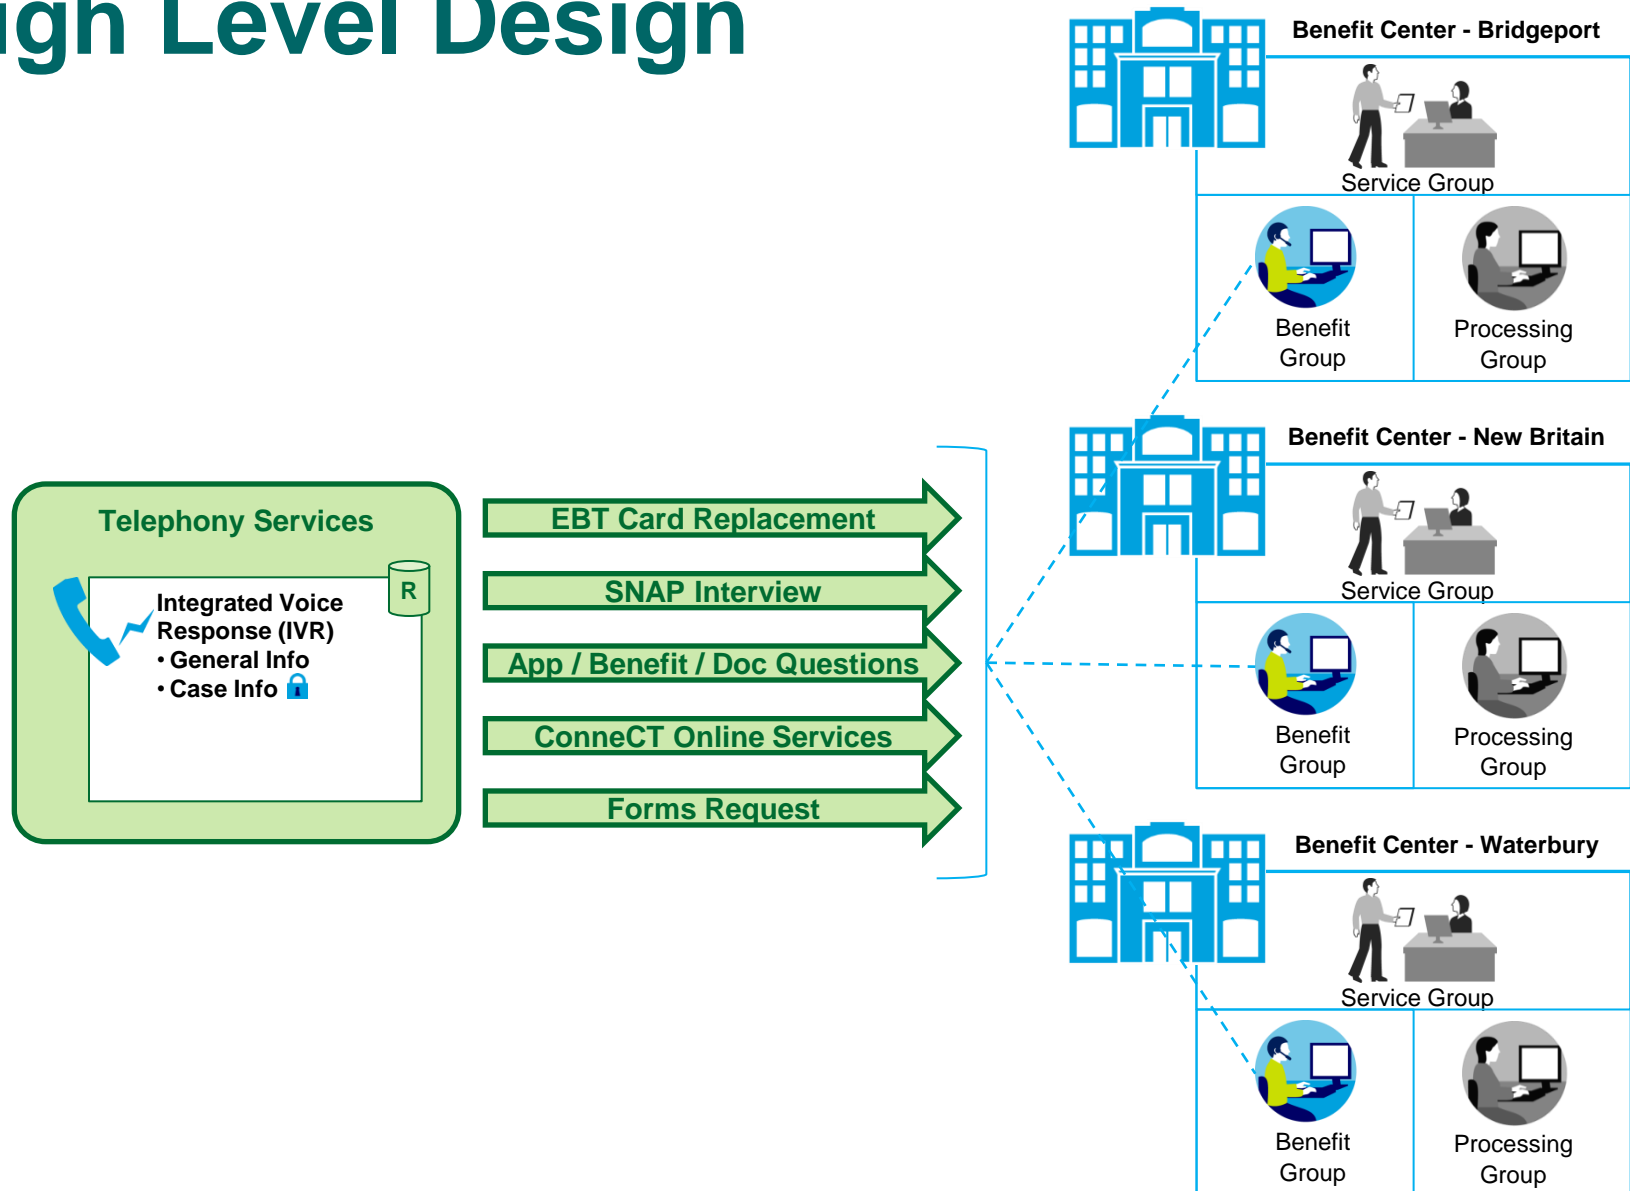 igh Level Design
Benefit Center - Bridgeport
Service Group
Benefit
Group
Processing
Group
Telephony Services
R
Integrated Voice
Response (IVR)
• General Info
• Case Info
EBT Card Replacement
SNAP Interview
App / Benefit / Doc Questions
ConneCT Online Services
Forms Request
Benefit Center - New Britain
Service Group
Benefit
Group
Processing
Group
Benefit Center - Waterbury
Service Group
Benefit
Group
Processing
Group